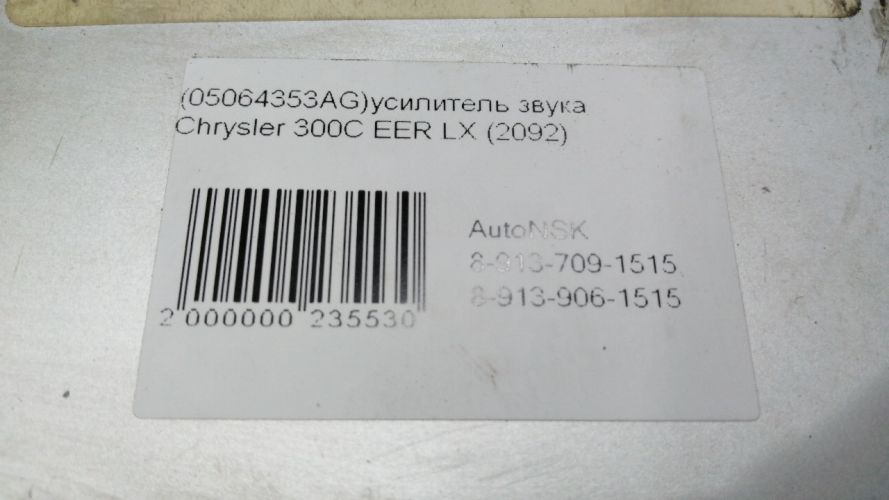 (05064353AG)усилитель звука
Chrysler 300C EER LX (2092)
AutoNSK
8-913-709-1515
8-913-906-1515
2 000000 235530